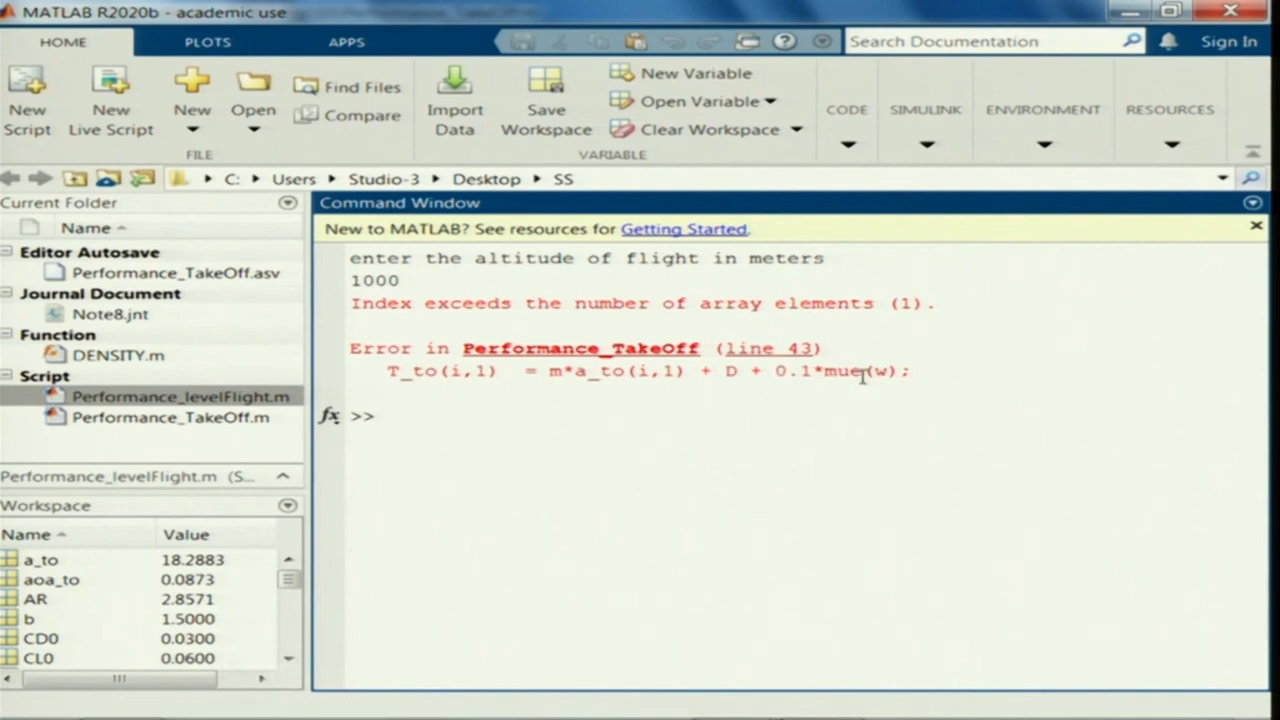 MATLAB R2020b - academic use
HOME PLOTS APPS
Search Documentation
Sign In
New Script
New Live Script
New
Open
Find Files
Compare
Import Data
Save Workspace
New Variable
Open Variable
Clear Workspace
CODE SIMULINK ENVIRONMENT RESOURCES
FILE VARIABLE
C: Users Studio-3 Desktop SS
Current Folder
Name
Editor Autosave
Performance_TakeOff.asv
Journal Document
Note8.jnt
Function
DENSITY.m
Script
Performance_levelFlight.m
Performance_TakeOff.m
Performance_levelFlight.m (S...
Workspace
Name Value
a_to 18.2883
aoa_to 0.0873
AR 2.8571
b 1.5000
CD0 0.0300
CL0 0.0600
Command Window
New to MATLAB? See resources for Getting Started.
enter the altitude of flight in meters
1000
Index exceeds the number of array elements (1).
Error in Performance_TakeOff (line 43)
T_to(i,1) = m*a_to(i,1) + D + 0.1*mue(w);
fx >>